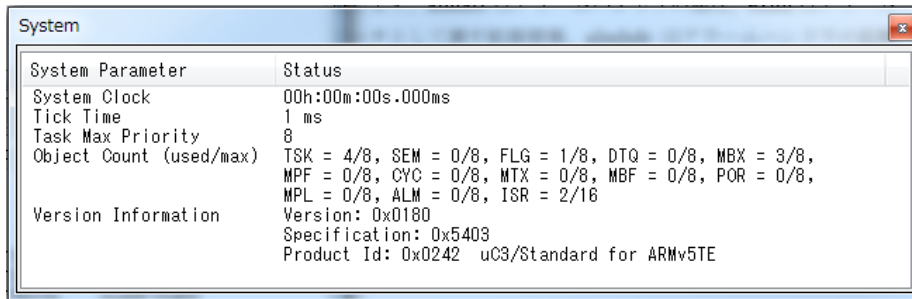 System
System Parameter Status
System Clock 00h:00m:00s.000ms
Tick Time 1 ms
Task Max Priority 8
Object Count (used/max) TSK = 4/8, SEM = 0/8, FLG = 1/8, DTQ = 0/8, MBX = 3/8,
MPF = 0/8, CYC = 0/8, MTX = 0/8, MBF = 0/8, POR = 0/8,
MPL = 0/8, ALM = 0/8, ISR = 2/16
Version Information Version: 0x0180
Specification: 0x5403
Product Id: 0x0242 uC3/Standard for ARMv5TE